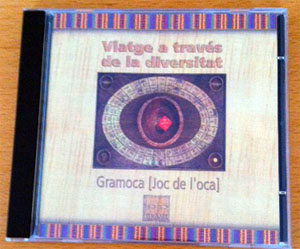 Viatge a través
de la diversitat
Gramoca [Joc de l'oca]